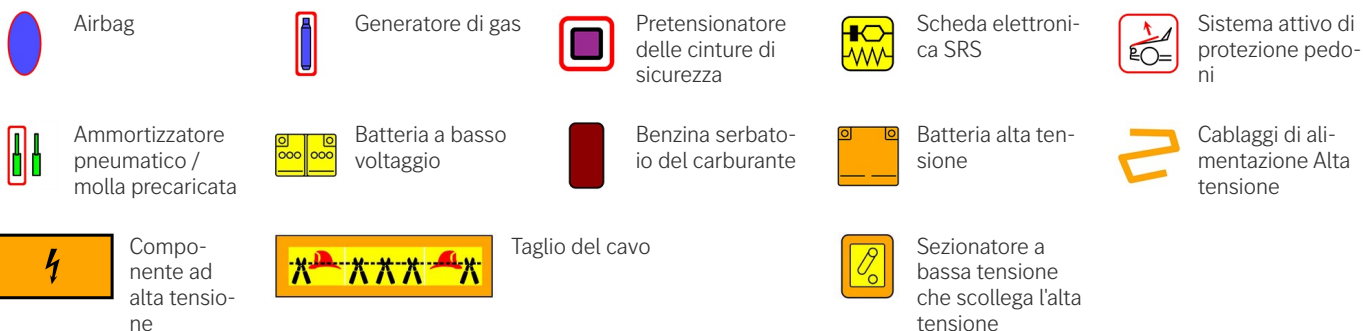 Airbag
Generatore di gas
Pretensionatore
delle cinture di
sicurezza
Scheda elettroni-
ca SRS
Sistema attivo di
protezione pedo-
ni
Ammortizzatore
pneumatico /
molla precaricata
Batteria a basso
voltaggio
Benzina serbato-
io del carburante
Batteria alta ten-
sione
Cablaggi di ali-
mentazione Alta
tensione
Compo-
nente ad
alta tensio-
ne
Taglio del cavo
Sezionatore a
bassa tensione
che scollega l'alta
tensione